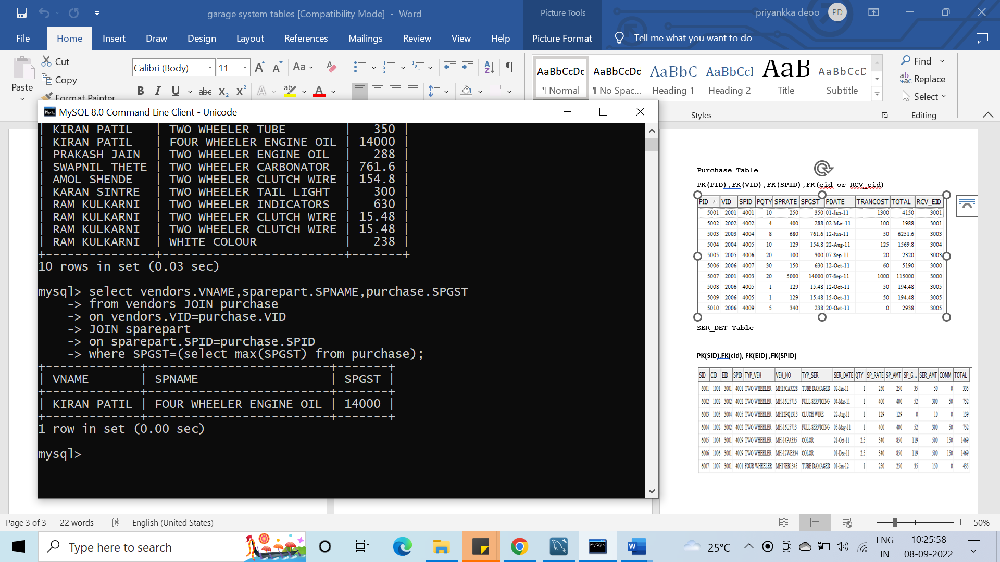 garage system tables [Compatibility Mode] - Word
Picture Tools
priyankka deoo
PD
File
Home
Insert
Draw
Design
Layout
References
Mailings
Review
View
Help
Picture Format
Tell me what you want to do
Paste
Cut
Copy
Format Painter
Calibri (Body)
11
AaBbCcDc
¶ Normal
AaBbCcDc
¶ No Spac...
AaBbC
Heading 1
AaBbCcI
Heading 2
AaB
Title
AaBbCcD
Subtitle
Styles
Find
Replace
Select
Editing
MySQL 8.0 Command Line Client - Unicode
| KIRAN PATIL | TWO WHEELER TUBE | 350 |
| KIRAN PATIL | FOUR WHEELER ENGINE OIL | 14000 |
| PRAKASH JAIN | TWO WHEELER ENGINE OIL | 288 |
| SWAPNIL THETE | TWO WHEELER CARBONATOR | 761.6 |
| AMOL SHENDE | TWO WHEELER CLUTCH WIRE | 154.8 |
| KARAN SINTRE | TWO WHEELER TAIL LIGHT | 300 |
| RAM KULKARNI | TWO WHEELER INDICATORS | 630 |
| RAM KULKARNI | TWO WHEELER CLUTCH WIRE | 15.48 |
| RAM KULKARNI | TWO WHEELER CLUTCH WIRE | 15.48 |
| RAM KULKARNI | WHITE COLOUR | 238 |
+---------------+-------------------------+-------+
10 rows in set (0.03 sec)
mysql> select vendors.VNAME,sparepart.SPNAME,purchase.SPGST
-> from vendors JOIN purchase
-> on vendors.VID=purchase.VID
-> JOIN sparepart
-> on sparepart.SPID=purchase.SPID
-> where SPGST=(select max(SPGST) from purchase);
+-------------+-------------------------+-------+
| VNAME | SPNAME | SPGST |
+-------------+-------------------------+-------+
| KIRAN PATIL | FOUR WHEELER ENGINE OIL | 14000 |
+-------------+-------------------------+-------+
1 row in set (0.00 sec)
mysql>
Purchase Table
PK(PID),FK(VID),FK(SPID),FK(eid or RCV_eid)
PID VID SPID PQTY SPRATE SPGST PDATE TRANCOST TOTAL RCV_EID
5001 2001 4001 10 250 350 01-Jan-11 1300 4150 3001
5002 2002 4002 4 400 288 02-Mar-11 100 1988 3001
5003 2003 4004 8 680 761.6 12-Jun-11 50 6251.6 3003
5004 2004 4005 10 129 154.8 22-Aug-11 125 1569.8 3004
5005 2005 4006 20 100 300 07-Sep-11 20 2320 3003
5006 2006 4007 30 150 630 12-Oct-11 60 5190 3000
5007 2001 4003 20 5000 14000 07-Sep-11 1000 115000 3000
5008 2006 4005 1 129 15.48 12-Oct-11 50 194.48 3005
5009 2006 4005 1 129 15.48 15-Oct-11 50 194.48 3005
5010 2006 4009 5 340 238 20-Oct-11 0 2938 3005
SER_DET Table
PK(SID),FK(cid), FK(EID) ,FK(SPID)
SID CID EID SPID TYP_VEH VEH_NO TYP_SER SER_DATE QTY SP_RATE SP_AMT SP_G... SER_AMT COMM TOTAL
6001 1001 3001 4001 TWO WHEELER MH15CA3228 TUBE DAMAGED 02-Jan-11 1 250 250 35 50 0 335
6002 1002 3002 4002 TWO WHEELER MH-16U5713 FULL SERVICING 04-Mar-11 1 400 400 52 300 50 752
6003 1003 3004 4005 TWO WHEELER MH12PQ1313 CLUCH WIRE 22-Aug-11 1 129 129 0 10 0 139
6004 1002 3002 4002 TWO WHEELER MH-16U5713 FULL SERVICING 05-May-11 1 400 400 52 300 50 752
6005 1004 3001 4009 TWO WHEELER MH-14PA335 COLOR 21-Oct-11 2.5 340 850 119 500 150 1469
6006 1006 3001 4009 TWO WHEELER MH-12WE334 COLOR 01-Dec-11 2.5 340 850 119 500 150 1469
6007 1007 3001 4001 FOUR WHEELER MH17BB1345 TUBE DAMAGED 01-Jan-12 1 250 250 35 150 0 435
Page 3 of 3
22 words
English (United States)
50%
Type here to search
25°C
ENG
IN
10:25:58
08-09-2022